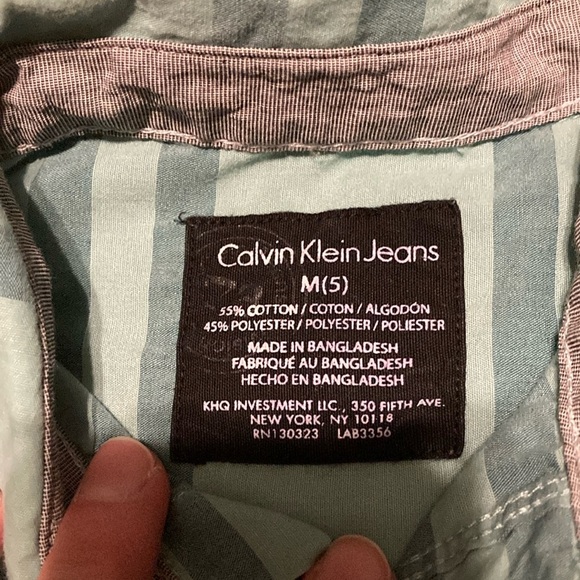 Calvin Klein Jeans
M(5)
55% COTTON / COTON / ALGODÓN
45% POLYESTER / POLYESTER / POLIESTER
MADE IN BANGLADESH
FABRIQUÉ AU BANGLADESH
HECHO EN BANGLADESH
KHQ INVESTMENT LLC., 350 FIFTH AVE.
NEW YORK, NY 10118
RN130323 LAB3356